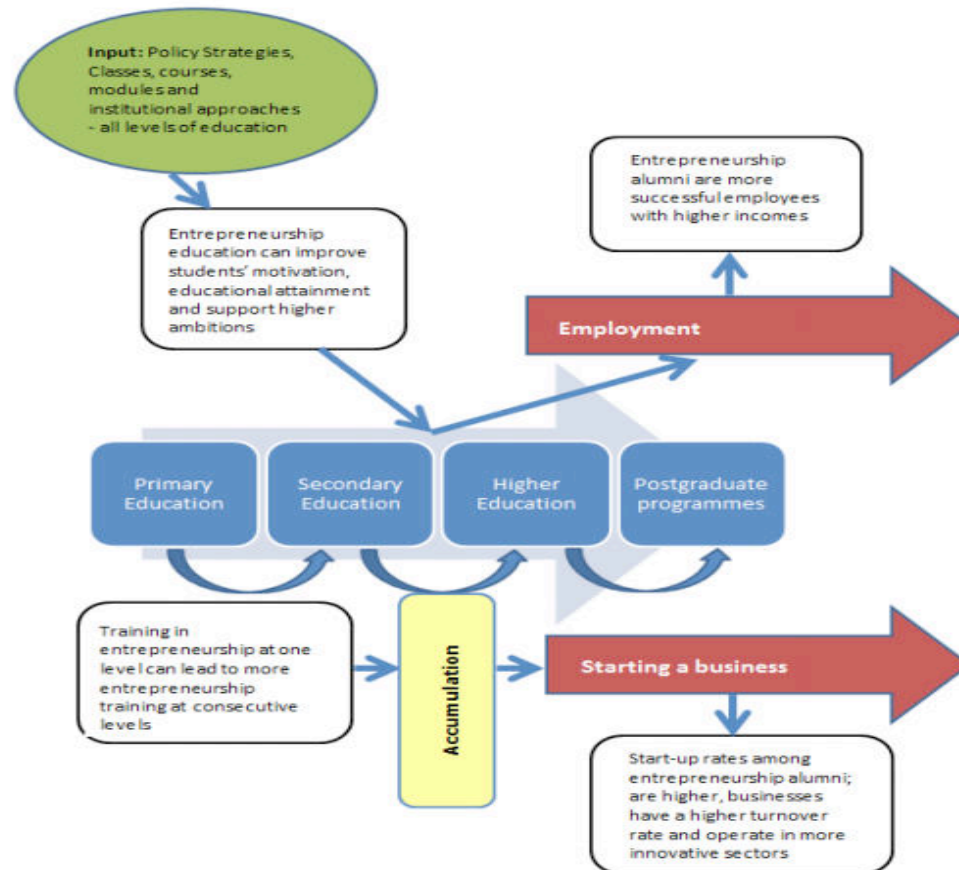 Input: Policy Strategies,
Classes, courses,
modules and
institutional approaches
- all levels of education
Entrepreneurship
alumni are more
successful employees
with higher incomes
Entrepreneurship
education can improve
students' motivation,
educational attainment
and support higher
ambitions
Employment
Primary
Education
Secondary
Education
Higher
Education
Postgraduate
programmes
Training in
entrepreneurship at one
level can lead to more
entrepreneurship
training at consecutive
levels
Accumulation
Starting a business
Start-up rates among
entrepreneurship alumni;
are higher, businesses
have a higher turnover
rate and operate in more
innovative sectors